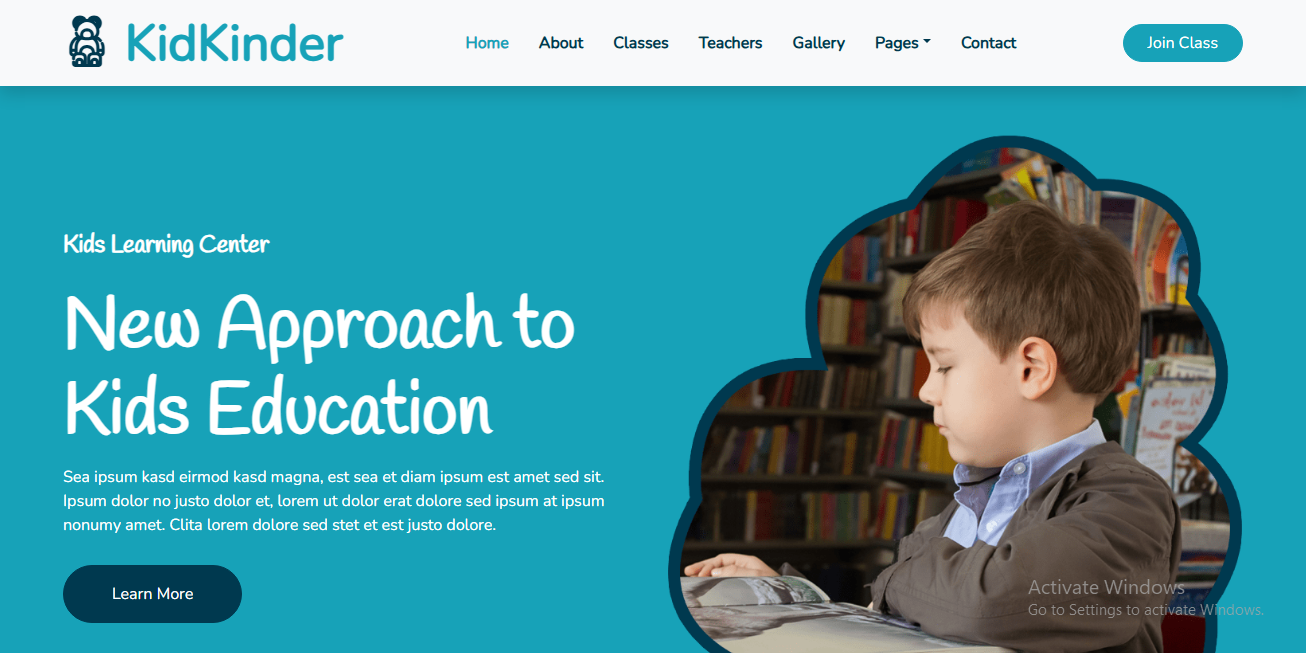 KidKinder
Home About Classes Teachers Gallery Pages Contact
Join Class
Kids Learning Center
New Approach to
Kids Education
Sea ipsum kasd eirmod kasd magna, est sea et diam ipsum est amet sed sit.
Ipsum dolor no justo dolor et, lorem ut dolor erat dolore sed ipsum at ipsum
nonumy amet. Clita lorem dolore sed stet et est justo dolore.
Learn More
Activate Windows
Go to Settings to activate Windows.